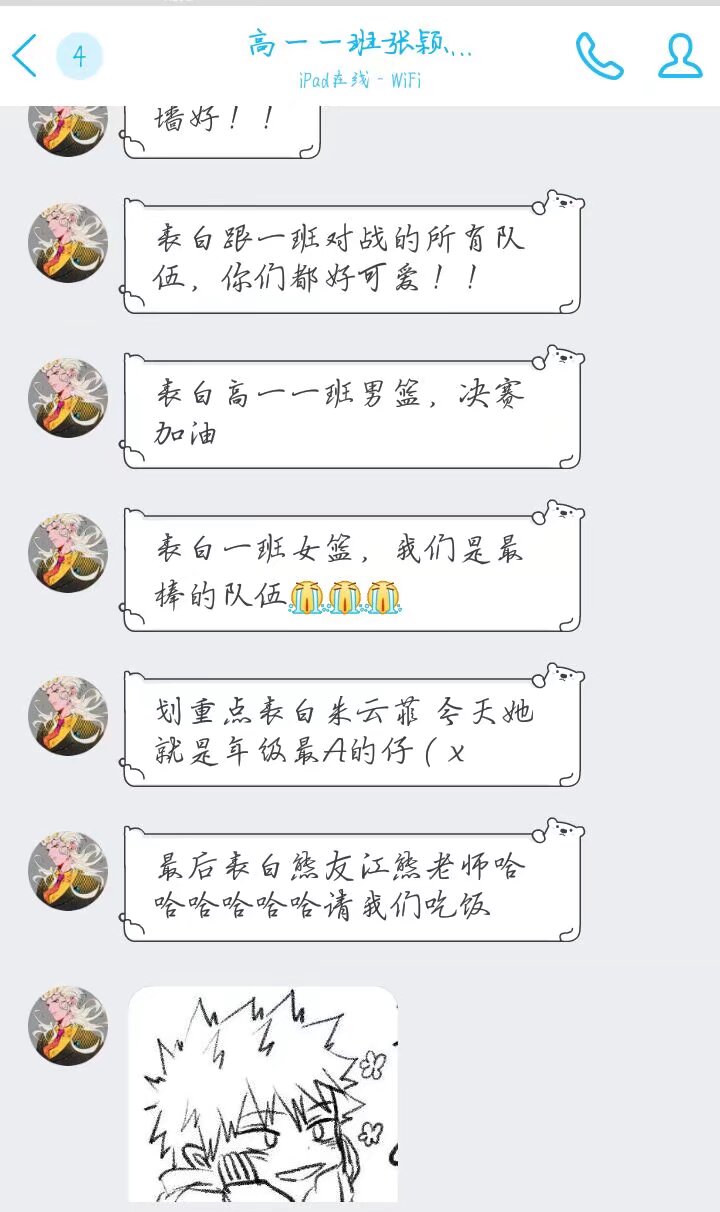 4
高一一班张颖...
iPad在线 - WiFi
墙好！！
表白跟一班对战的所有队
伍，你们都好可爱！！
表白高一一班男篮，决赛
加油
表白一班女篮，我们是最
棒的队伍😭😭😭
划重点表白朱云菲 今天她
就是年级最A的仔（x
最后表白熊友江熊老师哈
哈哈哈哈哈请我们吃饭